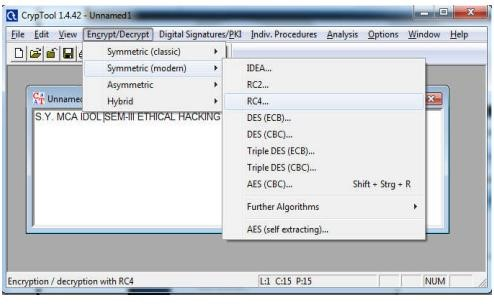 CrypTool 1.4.42 - Unnamed1
File Edit View Encrypt/Decrypt Digital Signatures/PKI Indiv. Procedures Analysis Options Window Help
Symmetric (classic)
Symmetric (modern)
Asymmetric
Hybrid
IDEA...
RC2...
RC4...
DES (ECB)...
DES (CBC)...
Triple DES (ECB)...
Triple DES (CBC)...
AES (CBC)... Shift + Strg + R
Further Algorithms
AES (self extracting)...
S.Y. MCA IDOL SEM-III ETHICAL HACKING
Encryption / decryption with RC4 L:1 C:15 P:15 NUM